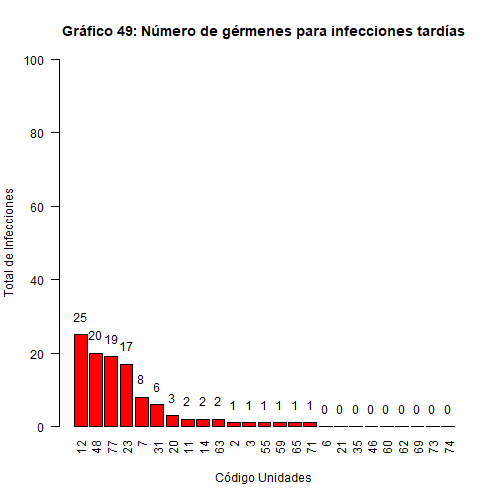 Gráfico 49: Número de gérmenes para infecciones tardías
Total de Infecciones
100
80
60
40
20
0
25 20 19 17 8 6 3 2 2 2 1 1 1 1 1 1 0 0 0 0 0 0 0 0 0
12 48 77 23 7 31 20 11 14 63 2 3 55 59 65 71 6 21 35 46 60 62 69 73 74
Código Unidades